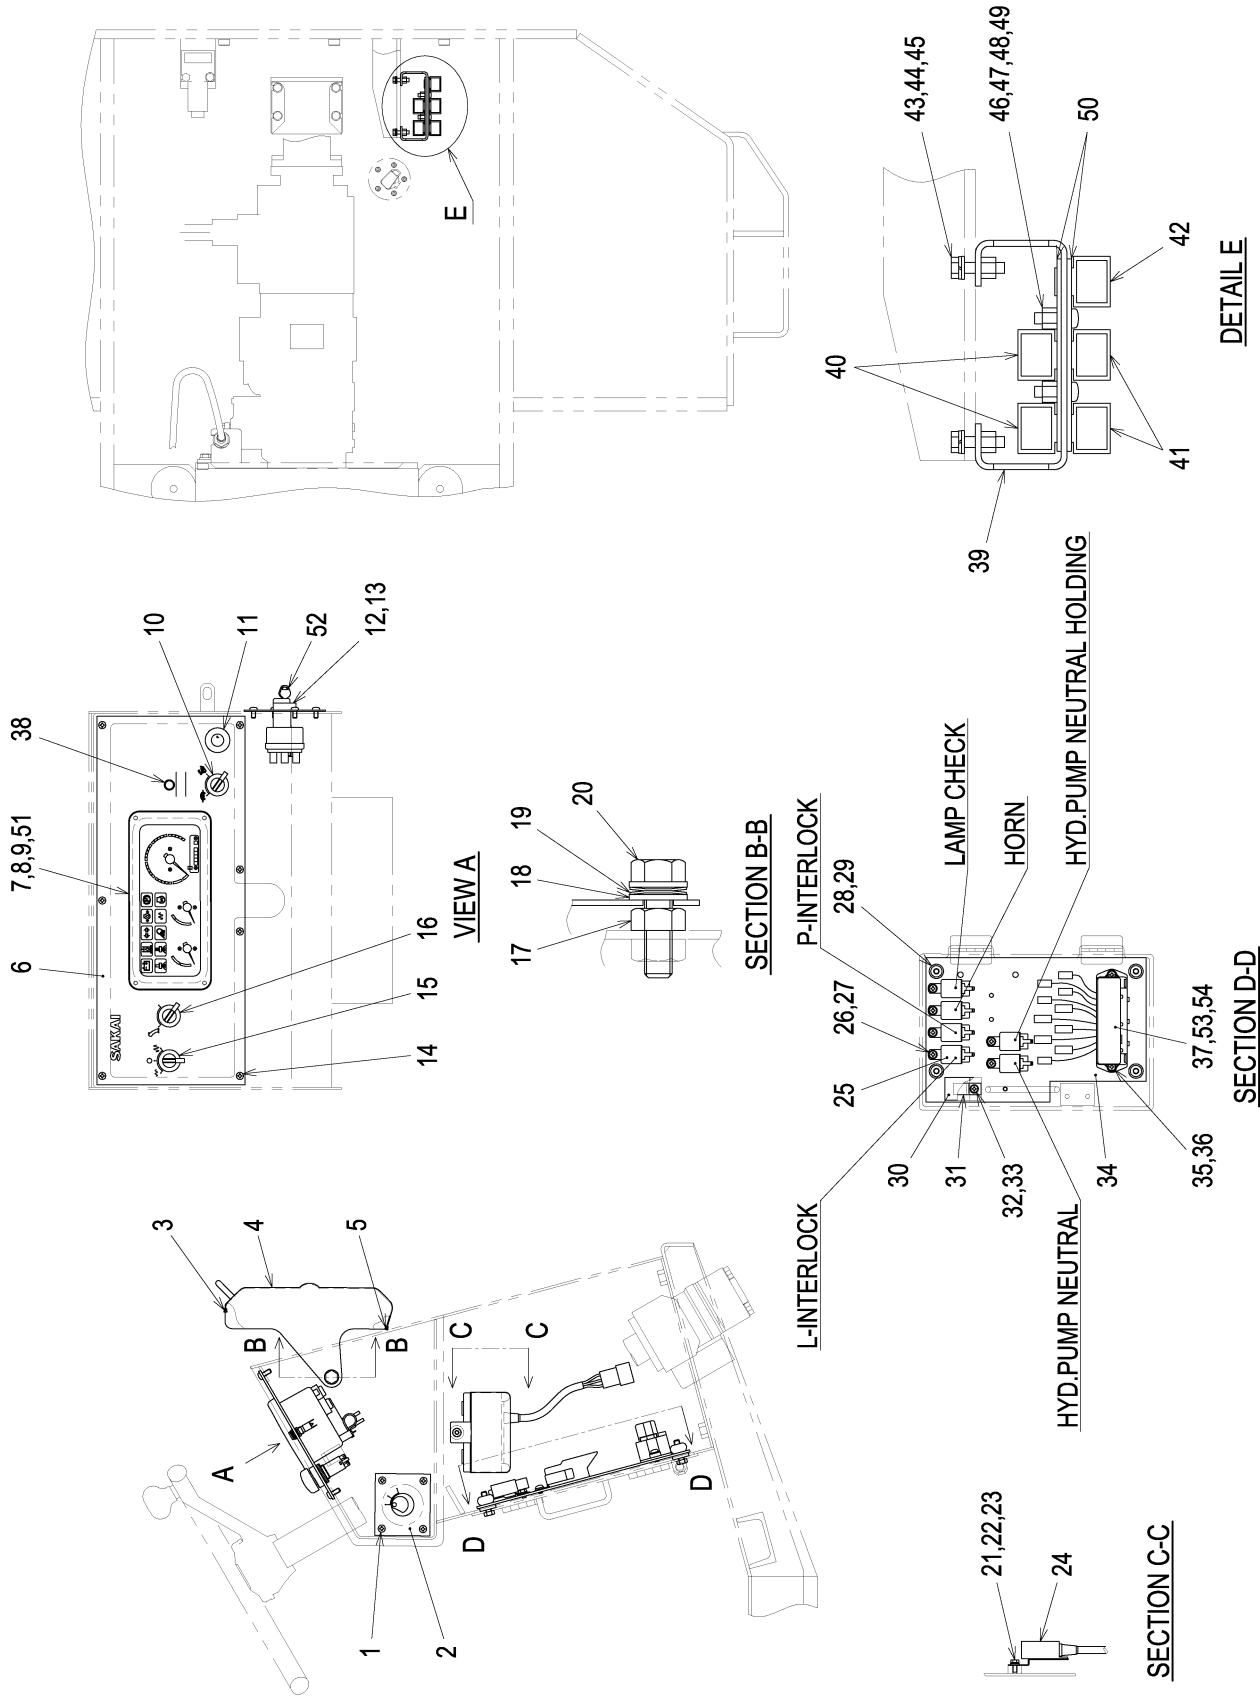 3
4
5
B
B
A
C
C
D
D
1
2
6
7,8,9,51
38
10
11
52
12,13
SAKAI
14
15
16
VIEW A
E
17
18
19
20
SECTION B-B
21,22,23
24
SECTION C-C
L-INTERLOCK
P-INTERLOCK
LAMP CHECK
HORN
HYD.PUMP NEUTRAL HOLDING
HYD.PUMP NEUTRAL
25
26,27
28,29
30
31
32,33
34
35,36
37,53,54
SECTION D-D
39
40
41
42
43,44,45
46,47,48,49
50
DETAIL E